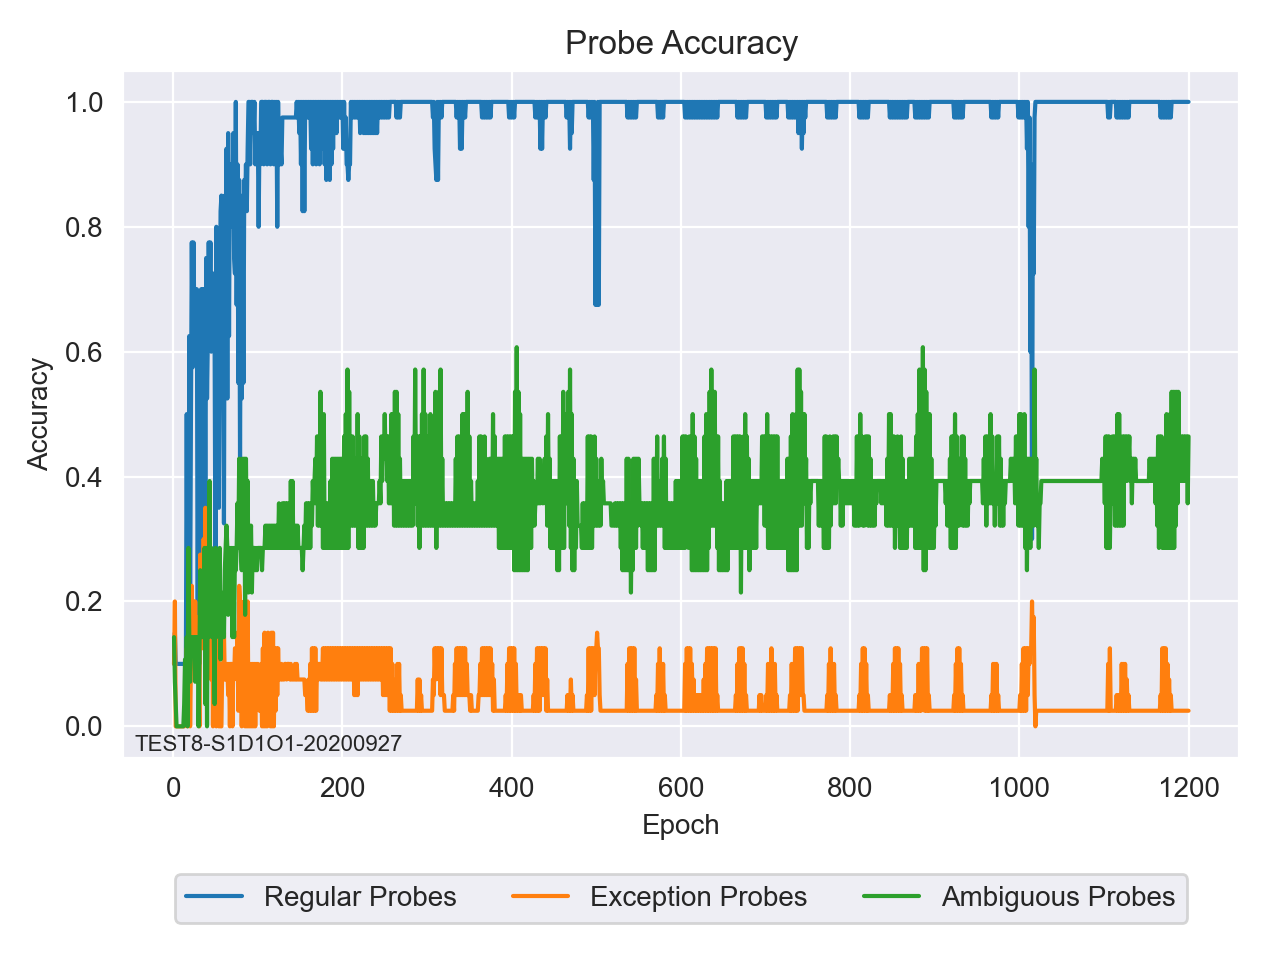 Probe Accuracy
1.0
0.8
0.6
0.4
0.2
0.0
Accuracy
TEST8-S1D1O1-20200927
0 200 400 600 800 1000 1200
Epoch
Regular Probes Exception Probes Ambiguous Probes